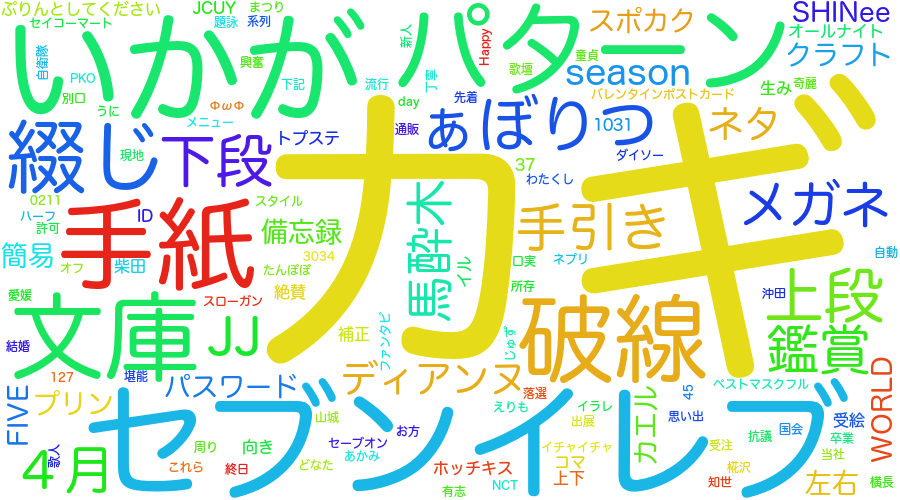 ぷりんとしてください
JCUY
まつり
セイコーマート
題詠
系列
いかが
パターン
新人
Happy
スポカク
SHINee
オールナイト
クラフト
自衛隊
PKO
興奮
下記
流行
丁寧
歌壇
童貞
season
生み
奇麗
別口
うに
ΦωΦ
メニュー
day
先着
バレンタインポストカード
カギ
綴じ
下段
トプステ
通販
ぁぼりつ
1031
ネタ
現地
ダイソー
37
わたくし
メガネ
0211
ハーフ
許可
手紙
ID
スタイル
備忘録
馬酔木
手引き
簡易
オフ
柴田
3034
たんぽぽ
イル
口実
ネプリ
自動
愛媛
スローガン
絶賛
所存
沖田
上段
文庫
JJ
補正
ファンタビ
じゅず
破線
鑑賞
結婚
127
堪能
パスワード
ディアンヌ
落選
45
ベストマスクフル
FIVE
プリン
セブンイレブ
山城
えりも
イラレ
カエル
思い出
受絵
WORLD
出展
国会
抗議
卒業
4月
周り
向き
セーブオン
お方
あかみ
イチャイチャ
受注
当社
これら
終日
どなた
ホッチキス
コマ
上下
椛沢
知世
左右
横長
有志
NCT